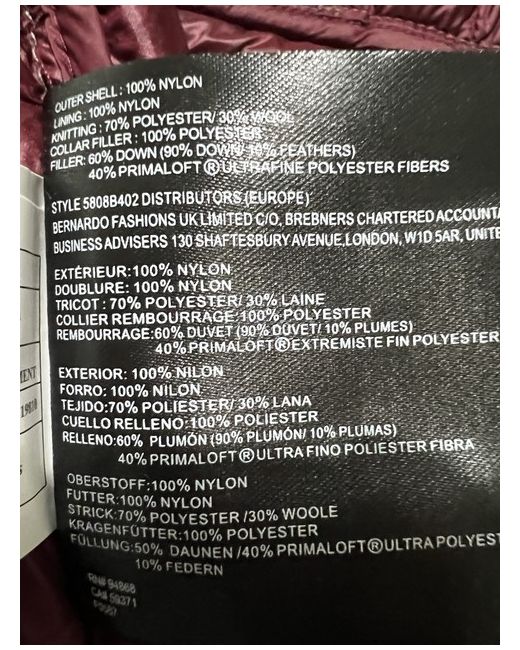 OUTER SHELL: 100% NYLON
LINING: 100% NYLON
KNITTING: 70% POLYESTER/ 30% WOOL
COLLAR FILLER: 100% POLYESTER
FILLER: 60% DOWN (90% DOWN/ 10% FEATHERS)
40% PRIMALOFT®ULTRAFINE POLYESTER FIBERS
STYLE 5808B402 DISTRIBUTORS (EUROPE)
BERNARDO FASHIONS UK LIMITED C/O, BREBNERS CHARTERED ACCOUNTA
BUSINESS ADVISERS 130 SHAFTESBURY AVENUE,LONDON, W1D 5AR, UNITE
EXTÉRIEUR:100% NYLON
DOUBLURE: 100% NYLON
TRICOT: 70% POLYESTER/ 30% LAINE
COLLIER REMBOURRAGE:100% POLYESTER
REMBOURRAGE:60% DUVET (90% DUVET/ 10% PLUMES)
40% PRIMALOFT®EXTREMISTE FIN POLYESTER
EXTERIOR: 100% NILON
FORRO: 100% NILON
TEJIDO:70% POLIESTER/ 30% LANA
CUELLO RELLENO:100% POLIESTER
RELLENO:60% PLUMÓN (90% PLUMÓN/ 10% PLUMAS)
40% PRIMALOFT®ULTRA FINO POLIESTER FIBRA
OBERSTOFF:100% NYLON
FUTTER:100% NYLON
STRICK:70% POLYESTER /30% WOOLE
KRAGENFÜTTER:100% POLYESTER
FÜLLUNG:50% DAUNEN /40% PRIMALOFT®ULTRA POLYEST
10% FEDERN
RN# 94868
CA# 59371
MENT